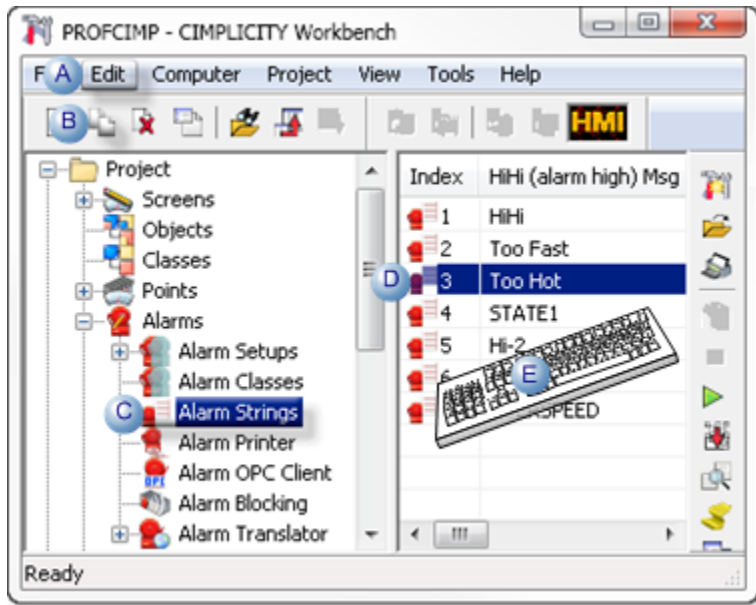 PROFCIMP - CIMPLICITY Workbench
F A Edit Computer Project View Tools Help
B HMI
Project
Screens
Objects
Classes
Points
Alarms
Alarm Setups
Alarm Classes
C Alarm Strings
Alarm Printer
OPC Alarm OPC Client
Alarm Blocking
Alarm Translator
Index HiHi (alarm high) Msg
1 HiHi
2 Too Fast
D 3 Too Hot
4 STATE1
5 Hi-2
E
SPEED
Ready